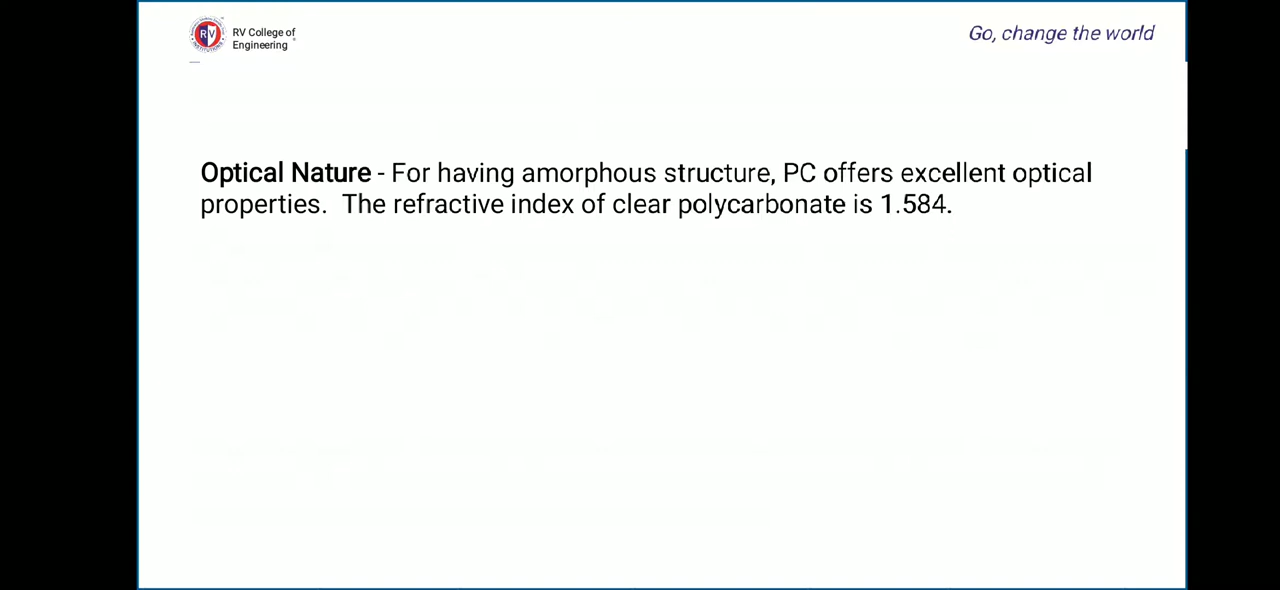 RV College of
Engineering
Go, change the world
Optical Nature - For having amorphous structure, PC offers excellent optical
properties.  The refractive index of clear polycarbonate is 1.584.